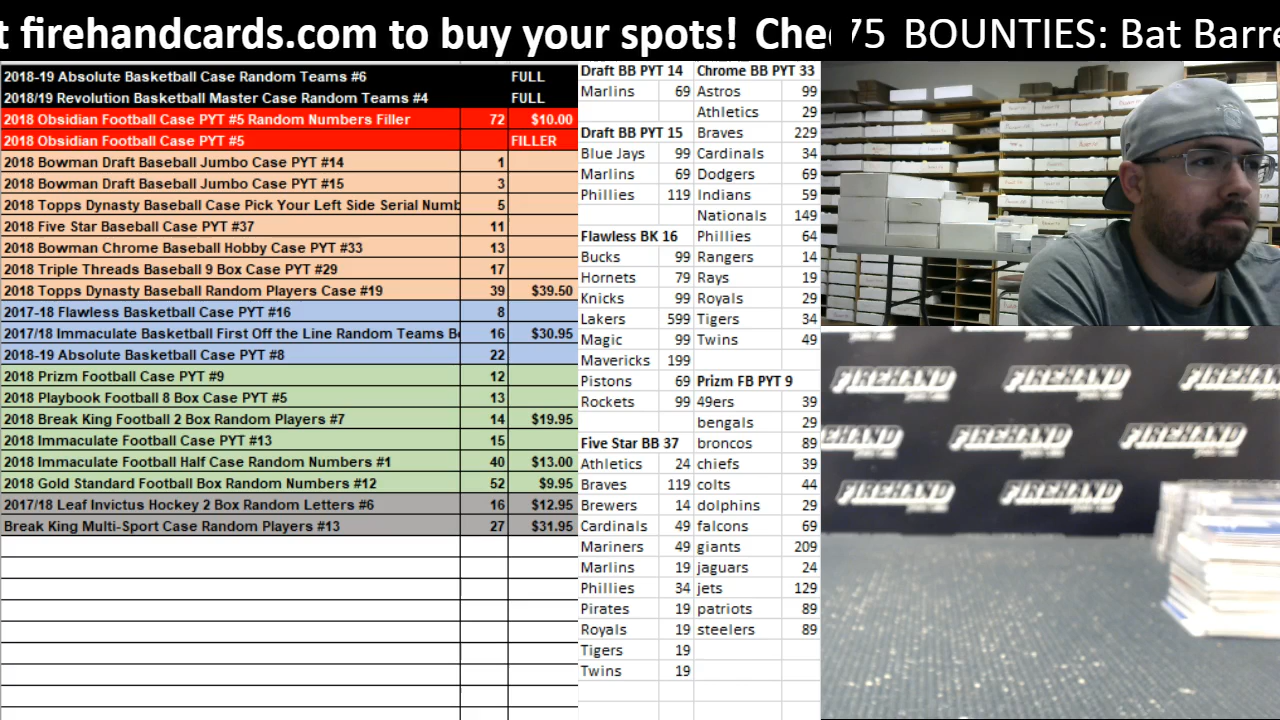 t firehandcards.com to buy your spots! Che
75 BOUNTIES: Bat Barre
2018-19 Absolute Basketball Case Random Teams #6 FULL
2018/19 Revolution Basketball Master Case Random Teams #4 FULL
2018 Obsidian Football Case PYT #5 Random Numbers Filler 72 $10.00
2018 Obsidian Football Case PYT #5 FILLER
2018 Bowman Draft Baseball Jumbo Case PYT #14 1
2018 Bowman Draft Baseball Jumbo Case PYT #15 3
2018 Topps Dynasty Baseball Case Pick Your Left Side Serial Numb 5
2018 Five Star Baseball Case PYT #37 11
2018 Bowman Chrome Baseball Hobby Case PYT #33 13
2018 Triple Threads Baseball 9 Box Case PYT #29 17
2018 Topps Dynasty Baseball Random Players Case #19 39 $39.50
2017-18 Flawless Basketball Case PYT #16 8
2017/18 Immaculate Basketball First Off the Line Random Teams Bo 16 $30.95
2018-19 Absolute Basketball Case PYT #8 22
2018 Prizm Football Case PYT #9 12
2018 Playbook Football 8 Box Case PYT #5 13
2018 Break King Football 2 Box Random Players #7 14 $19.95
2018 Immaculate Football Case PYT #13 15
2018 Immaculate Football Half Case Random Numbers #1 40 $13.00
2018 Gold Standard Football Box Random Numbers #12 52 $9.95
2017/18 Leaf Invictus Hockey 2 Box Random Letters #6 16 $12.95
Break King Multi-Sport Case Random Players #13 27 $31.95
Draft BB PYT 14
Marlins 69
Draft BB PYT 15
Blue Jays 99
Marlins 69
Phillies 119
Flawless BK 16
Bucks 99
Hornets 79
Knicks 99
Lakers 599
Magic 99
Mavericks 199
Pistons 69
Rockets 99
Five Star BB 37
Athletics 24
Braves 119
Brewers 14
Cardinals 49
Mariners 49
Marlins 19
Phillies 34
Pirates 19
Royals 19
Tigers 19
Twins 19
Chrome BB PYT 33
Astros 99
Athletics 29
Braves 229
Cardinals 34
Dodgers 69
Indians 59
Nationals 149
Phillies 64
Rangers 14
Rays 19
Royals 29
Tigers 34
Twins 49
Prizm FB PYT 9
49ers 39
bengals 29
broncos 89
chiefs 39
colts 44
dolphins 29
falcons 69
giants 209
jaguars 24
jets 129
patriots 89
steelers 89
FIREHAND FIREHAND FIREHAND
EHAND FIREHAND FIREHAND
FIREHAND FIREHAND